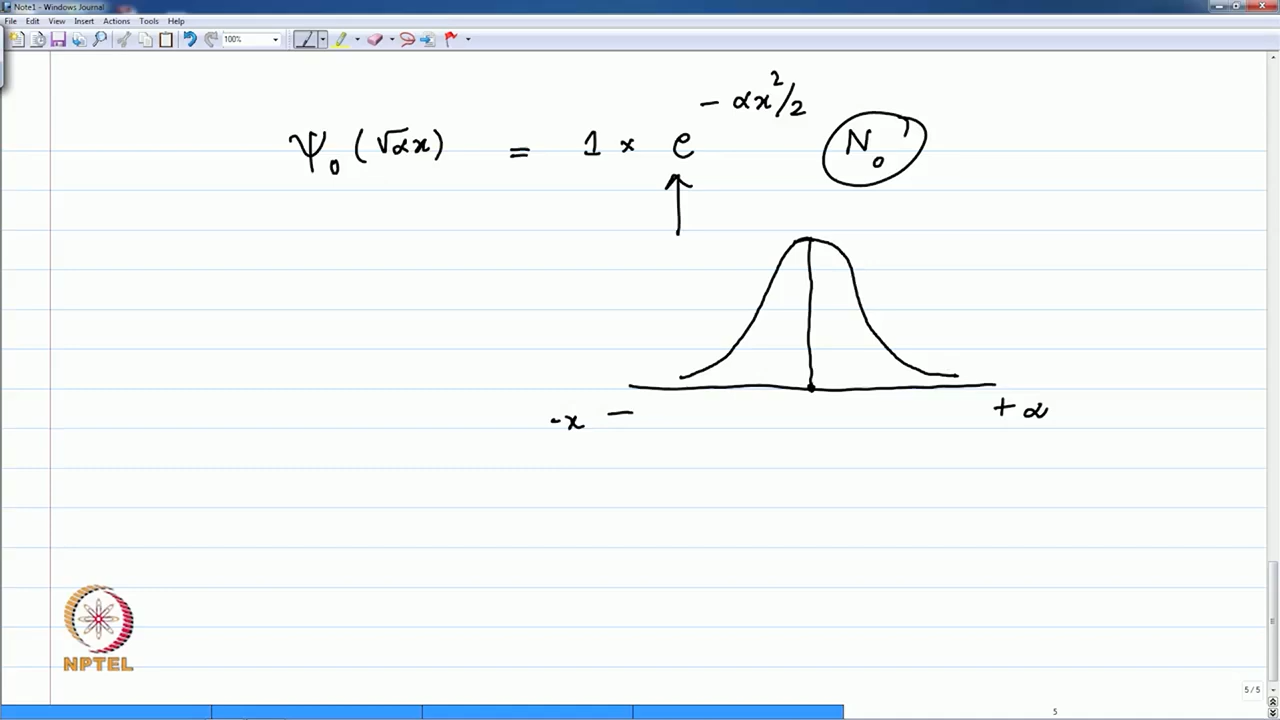 Note1 - Windows Journal
File Edit View Insert Actions Tools Help
100%
ψ₀ (√αx) = 1 × e^{-αx²/2} N₀
-x − + α
NPTEL
5 / 5
5